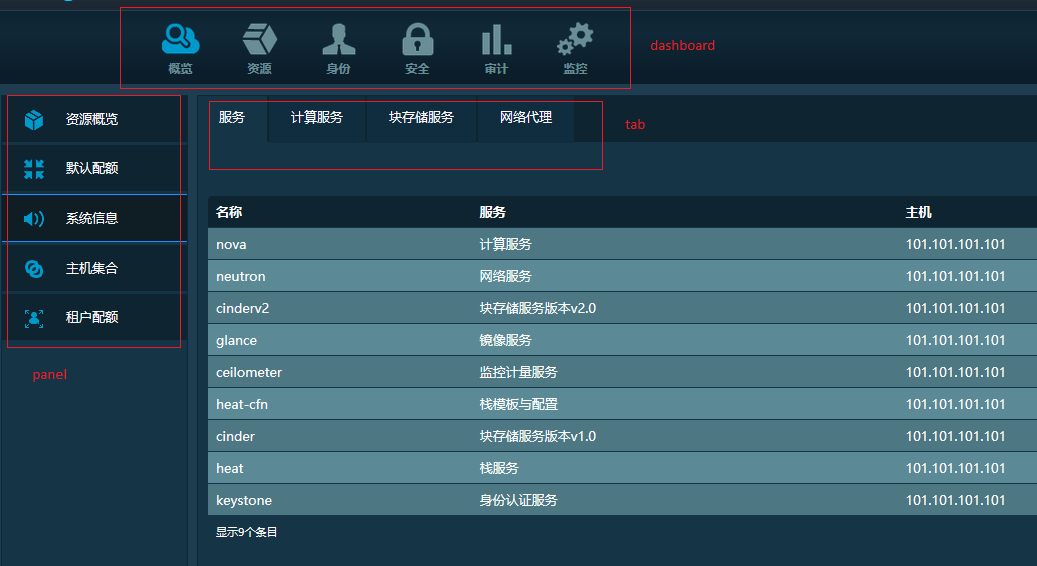 概览 资源 身份 安全 审计 监控
dashboard
资源概览
默认配额
系统信息
主机集合
租户配额
panel
服务 计算服务 块存储服务 网络代理
tab
名称 服务 主机
nova 计算服务 101.101.101.101
neutron 网络服务 101.101.101.101
cinderv2 块存储服务版本v2.0 101.101.101.101
glance 镜像服务 101.101.101.101
ceilometer 监控计量服务 101.101.101.101
heat-cfn 栈模板与配置 101.101.101.101
cinder 块存储服务版本v1.0 101.101.101.101
heat 栈服务 101.101.101.101
keystone 身份认证服务 101.101.101.101
显示9个条目